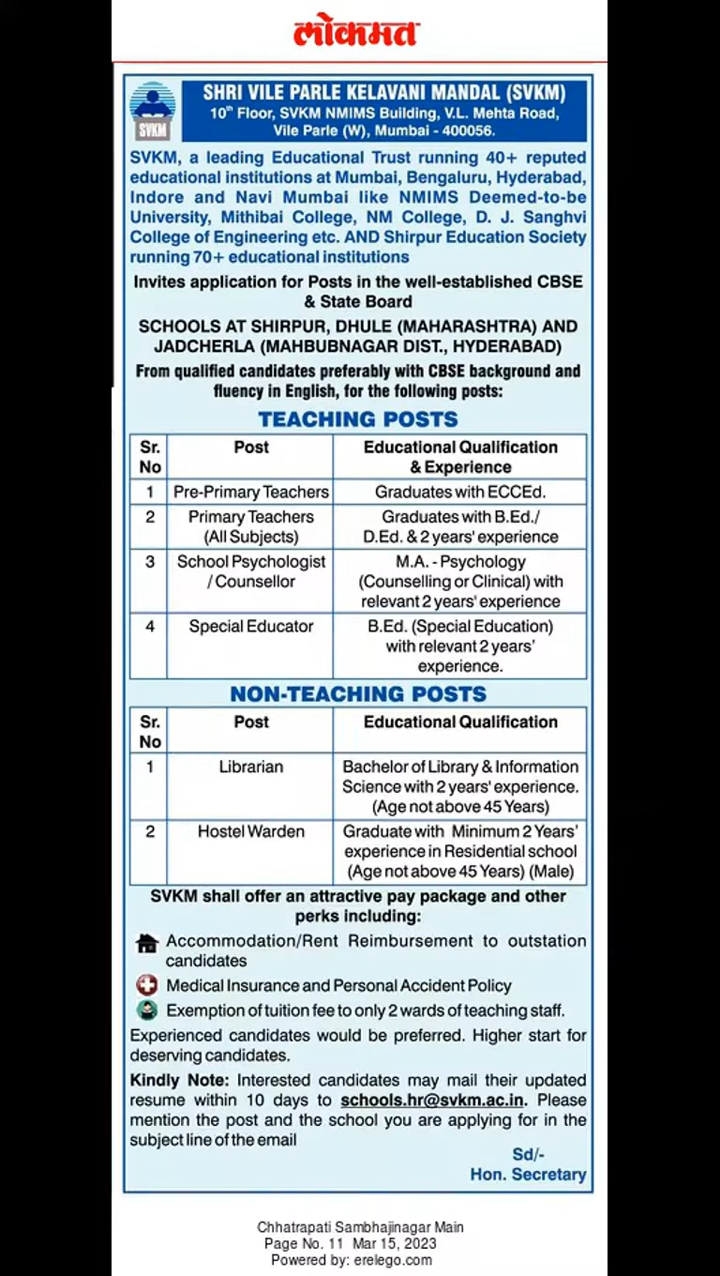 लोकमत
SHRI VILE PARLE KELAVANI MANDAL (SVKM)
10th Floor, SVKM NMIMS Building, V.L. Mehta Road,
Vile Parle (W), Mumbai - 400056.
SVKM
SVKM, a leading Educational Trust running 40+ reputed
educational institutions at Mumbai, Bengaluru, Hyderabad,
Indore and Navi Mumbai like NMIMS Deemed-to-be
University, Mithibai College, NM College, D. J. Sanghvi
College of Engineering etc. AND Shirpur Education Society
running 70+ educational institutions
Invites application for Posts in the well-established CBSE
& State Board
SCHOOLS AT SHIRPUR, DHULE (MAHARASHTRA) AND
JADCHERLA (MAHBUBNAGAR DIST., HYDERABAD)
From qualified candidates preferably with CBSE background and
fluency in English, for the following posts:
TEACHING POSTS
Sr. No Post Educational Qualification & Experience
1 Pre-Primary Teachers Graduates with ECCEd.
2 Primary Teachers (All Subjects) Graduates with B.Ed./ D.Ed. & 2 years' experience
3 School Psychologist / Counsellor M.A. - Psychology (Counselling or Clinical) with relevant 2 years' experience
4 Special Educator B.Ed. (Special Education) with relevant 2 years' experience.
NON-TEACHING POSTS
Sr. No Post Educational Qualification
1 Librarian Bachelor of Library & Information Science with 2 years' experience. (Age not above 45 Years)
2 Hostel Warden Graduate with Minimum 2 Years' experience in Residential school (Age not above 45 Years) (Male)
SVKM shall offer an attractive pay package and other
perks including:
Accommodation/Rent Reimbursement to outstation
candidates
Medical Insurance and Personal Accident Policy
Exemption of tuition fee to only 2 wards of teaching staff.
Experienced candidates would be preferred. Higher start for
deserving candidates.
Kindly Note: Interested candidates may mail their updated
resume within 10 days to schools.hr@svkm.ac.in. Please
mention the post and the school you are applying for in the
subject line of the email
Sd/-
Hon. Secretary
Chhatrapati Sambhajinagar Main
Page No. 11 Mar 15, 2023
Powered by: erelego.com